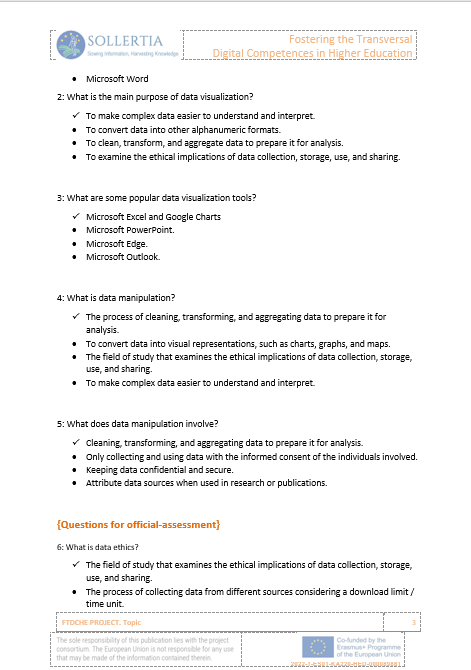 SOLLERTIA
Sowing Information, Harvesting Knowledge
Fostering the Transversal
Digital Competences in Higher Education
• Microsoft Word
2: What is the main purpose of data visualization?
✓ To make complex data easier to understand and interpret.
• To convert data into other alphanumeric formats.
• To clean, transform, and aggregate data to prepare it for analysis.
• To examine the ethical implications of data collection, storage, use, and sharing.
3: What are some popular data visualization tools?
✓ Microsoft Excel and Google Charts
• Microsoft PowerPoint.
• Microsoft Edge.
• Microsoft Outlook.
4: What is data manipulation?
✓ The process of cleaning, transforming, and aggregating data to prepare it for
analysis.
• To convert data into visual representations, such as charts, graphs, and maps.
• The field of study that examines the ethical implications of data collection, storage,
use, and sharing.
• To make complex data easier to understand and interpret.
5: What does data manipulation involve?
✓ Cleaning, transforming, and aggregating data to prepare it for analysis.
• Only collecting and using data with the informed consent of the individuals involved.
• Keeping data confidential and secure.
• Attribute data sources when used in research or publications.
{Questions for official-assessment}
6: What is data ethics?
✓ The field of study that examines the ethical implications of data collection, storage,
use, and sharing.
• The process of collecting data from different sources considering a download limit /
time unit.
FTDCHE PROJECT. Topic
3
The sole responsibility of this publication lies with the project
consortium. The European Union is not responsible for any use
that may be made of the information contained therein.
Co-funded by the
Erasmus+ Programme
of the European Union